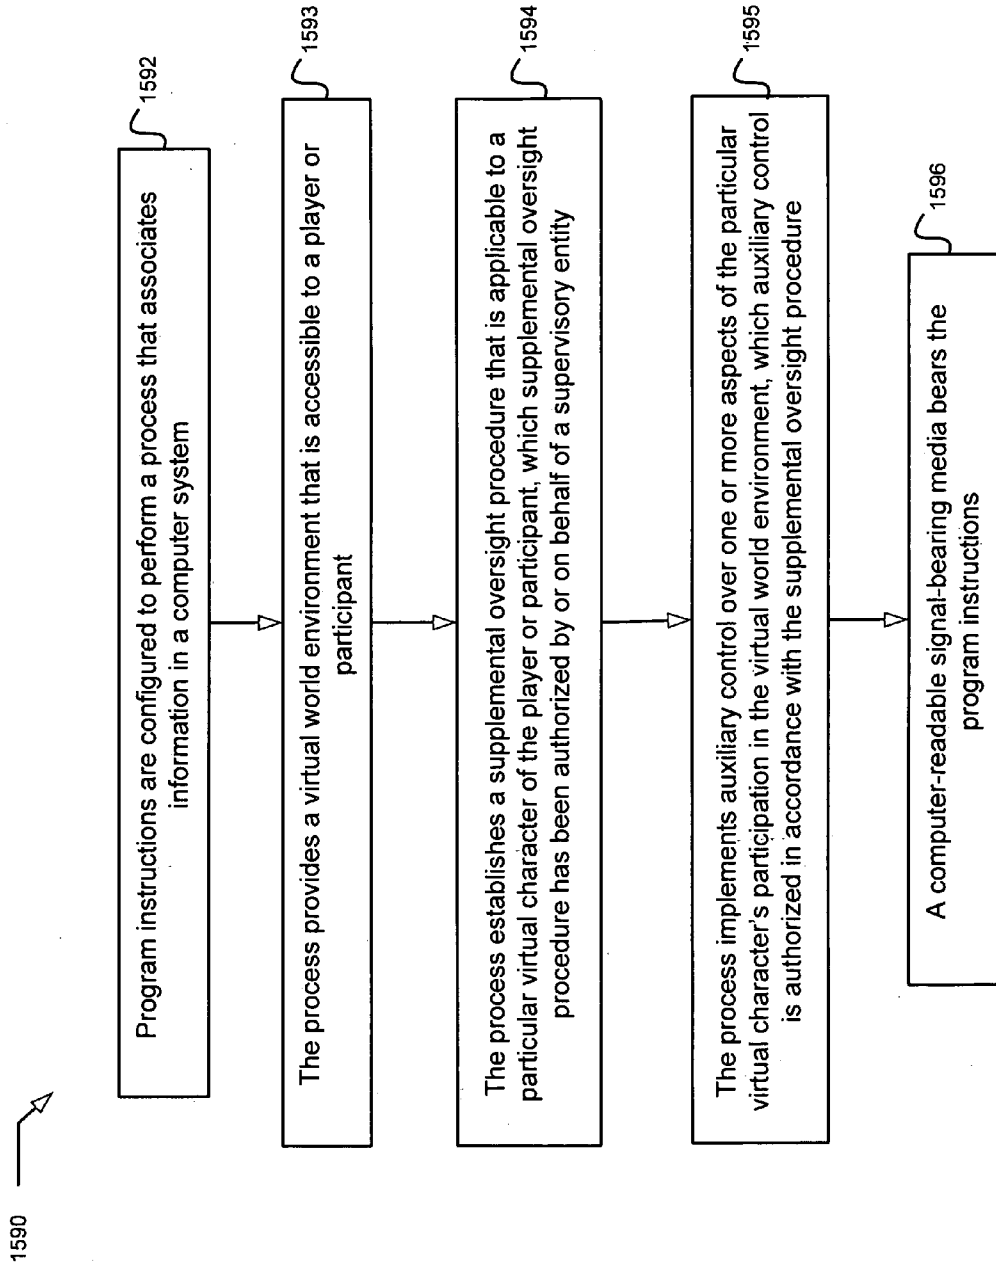 1590
1592
Program instructions are configured to perform a process that associates
information in a computer system
1593
The process provides a virtual world environment that is accessible to a player or
participant
1594
The process establishes a supplemental oversight procedure that is applicable to a
particular virtual character of the player or participant, which supplemental oversight
procedure has been authorized by or on behalf of a supervisory entity
1595
The process implements auxiliary control over one or more aspects of the particular
virtual character's participation in the virtual world environment, which auxiliary control
is authorized in accordance with the supplemental oversight procedure
1596
A computer-readable signal-bearing media bears the
program instructions